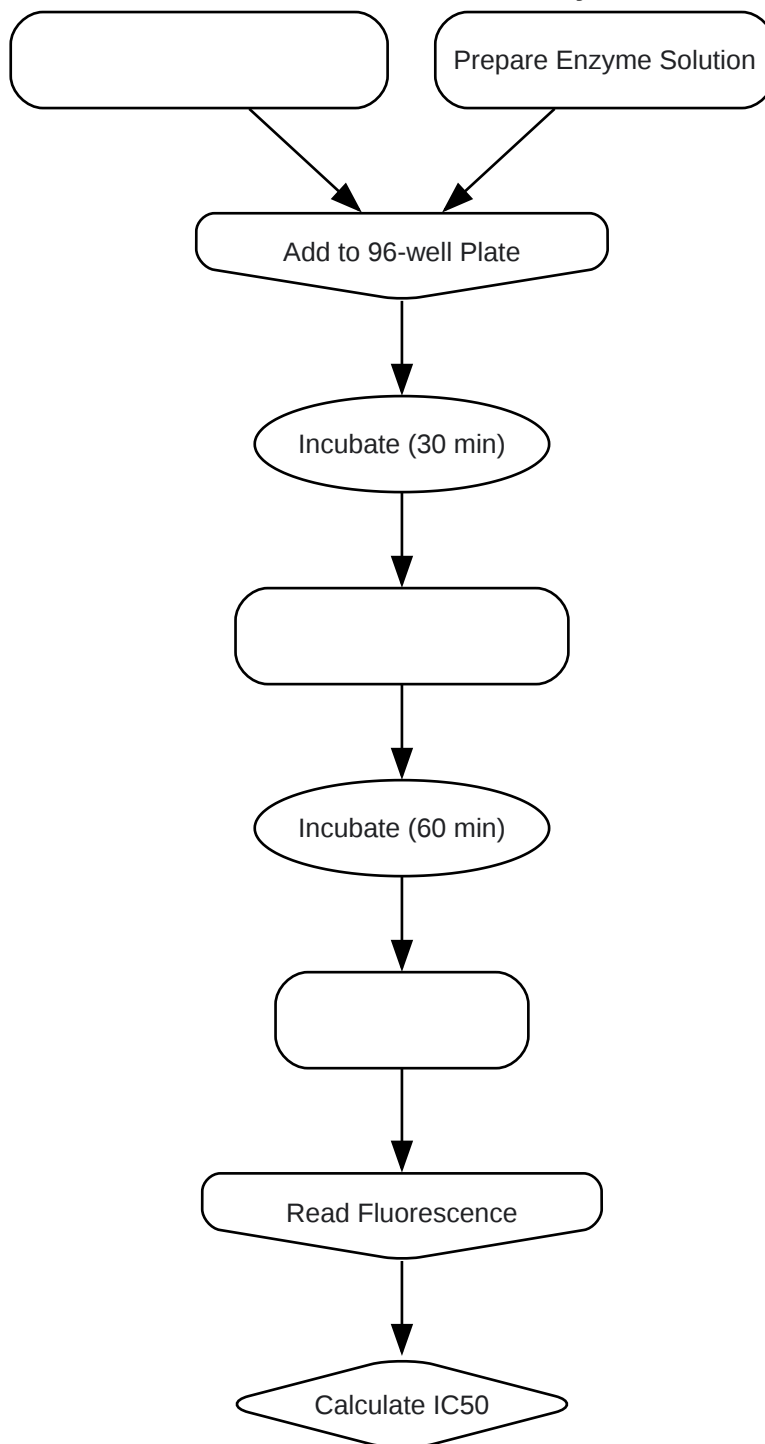 Prepare Enzyme Solution
Add to 96-well Plate
Incubate (30 min)
Incubate (60 min)
Read Fluorescence
Calculate IC50